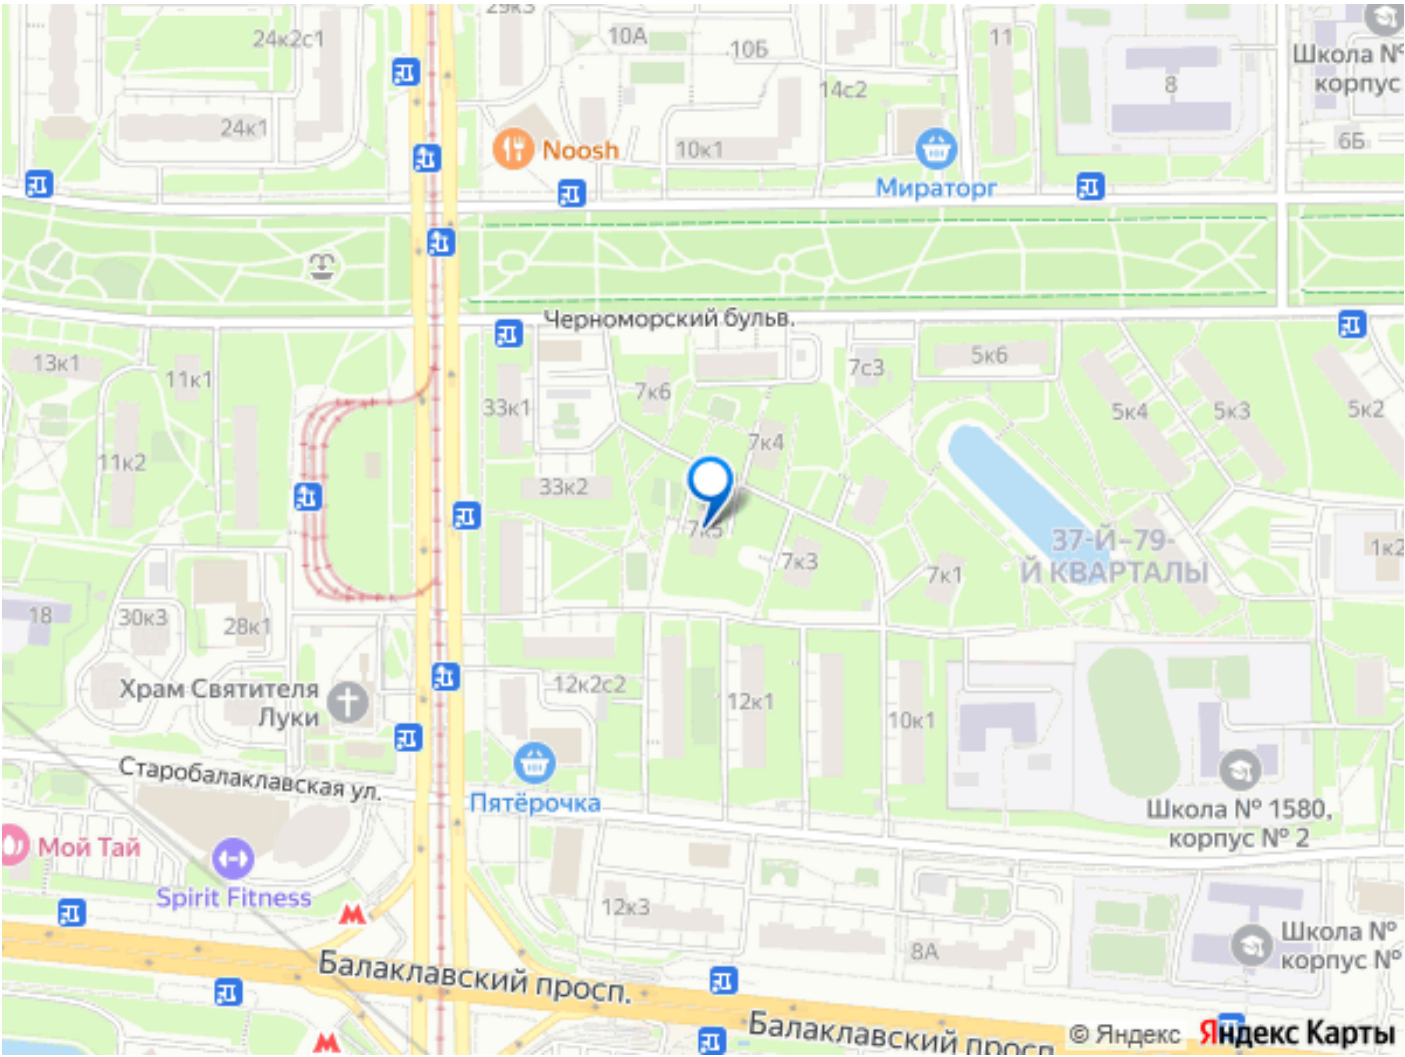 29к3
24к2с1
10А
10Б
11
Школа №
корпус
14с2
8
24к1
10к1
6Б
Noosh
Мираторг
Черноморский бульв.
13к1
11к1
7к6
7с3
5к6
33к1
5к4
5к3
5к2
7к4
11к2
33к2
7к5
7к3
7к1
37-Й–79-
Й КВАРТАЛЫ
1к2
18
30к3
28к1
Храм Святителя
Луки
12к2с2
12к1
10к1
Старобалаклавская ул.
Пятёрочка
Школа № 1580,
корпус № 2
Мой Тай
Spirit Fitness
12к3
8А
Школа №
корпус №
Балаклавский просп.
Балаклавский просп
© Яндекс Яндекс Карты